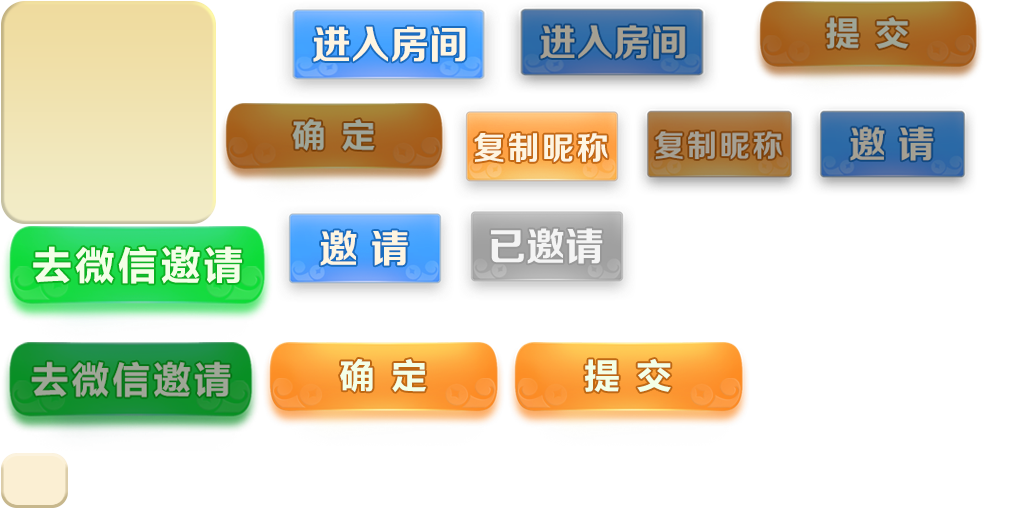 进入房间
进入房间
提 交
确 定
复制昵称
复制昵称
邀 请
去微信邀请
邀 请
已邀请
去微信邀请
确 定
提 交